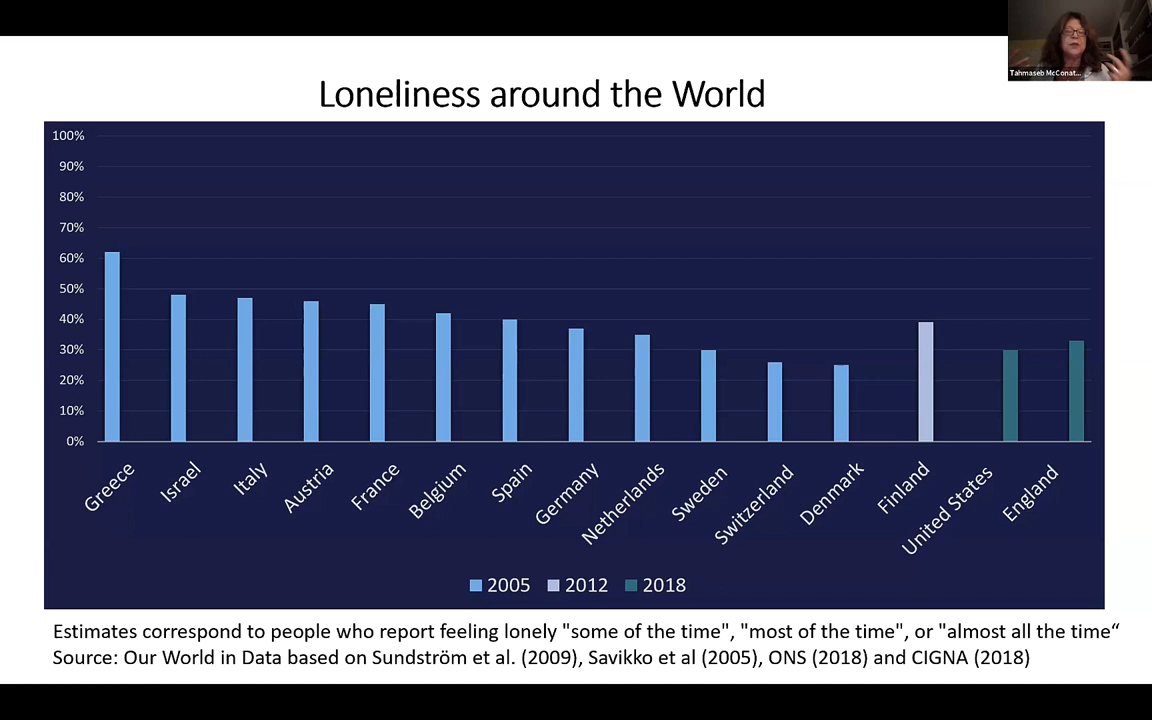 Tahmaseb McConat...
Loneliness around the World
100%
90%
80%
70%
60%
50%
40%
30%
20%
10%
0%
Greece
Israel
Italy
Austria
France
Belgium
Spain
Germany
Netherlands
Sweden
Switzerland
Denmark
Finland
United States
England
2005 2012 2018
Estimates correspond to people who report feeling lonely "some of the time", "most of the time", or "almost all the time“
Source: Our World in Data based on Sundström et al. (2009), Savikko et al (2005), ONS (2018) and CIGNA (2018)